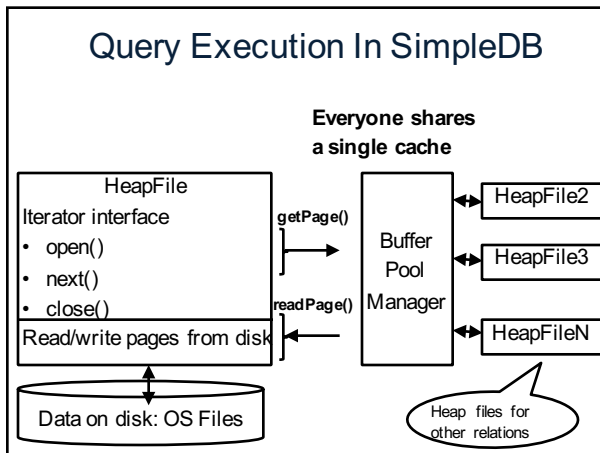 Query Execution In SimpleDB
Everyone shares
a single cache
HeapFile
Iterator interface
• open()
• next()
• close()
Read/write pages from disk
getPage()
readPage()
Buffer
Pool
Manager
HeapFile2
HeapFile3
HeapFileN
Data on disk: OS Files
Heap files for
other relations